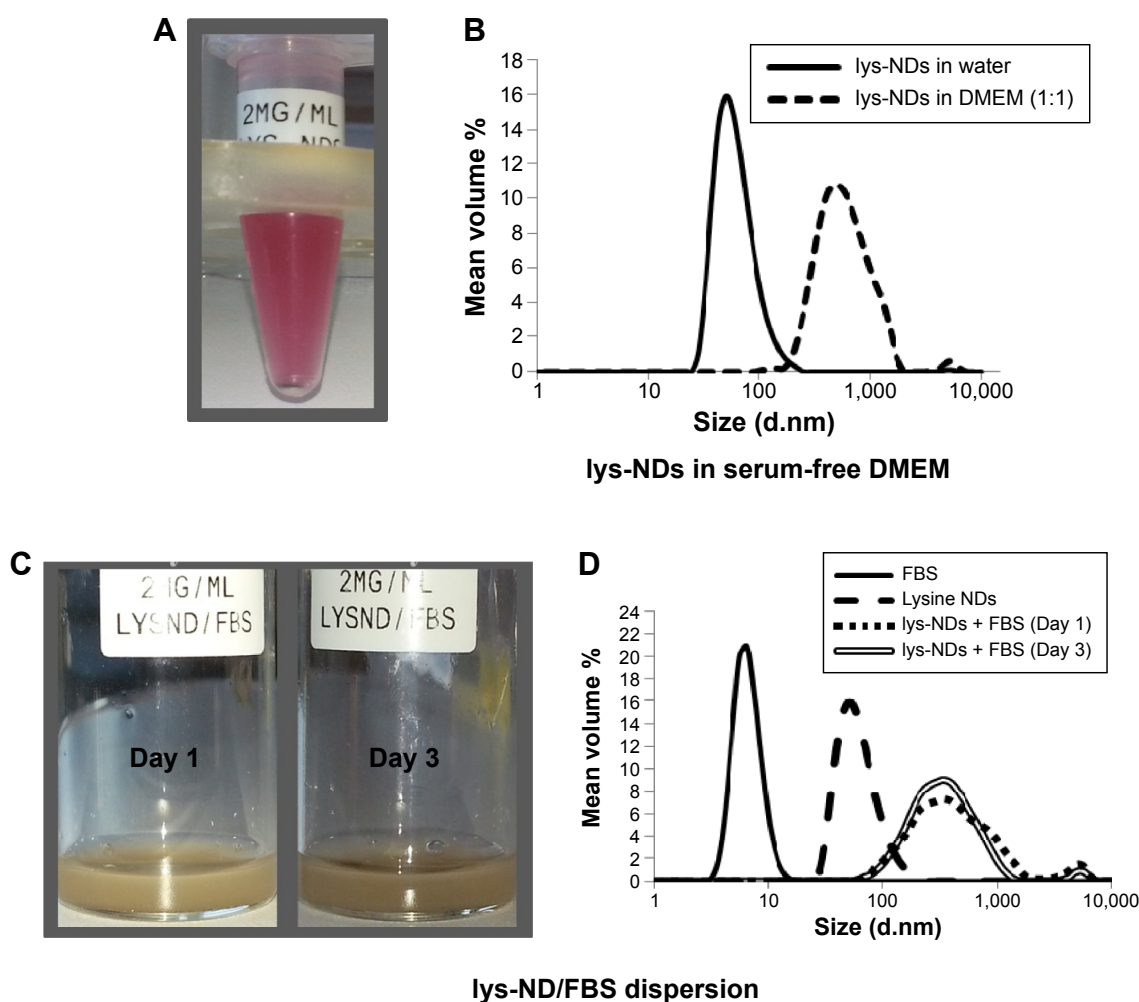 A
2MG/ML
LYS-NDS
B
Mean volume %
18
16
14
12
10
8
6
4
2
0
1
10
100
1,000
10,000
Size (d.nm)
lys-NDs in water
lys-NDs in DMEM (1:1)
lys-NDs in serum-free DMEM
C
LYSND/FBS
Day 1
2MG/ML
LYSND/FBS
Day 3
D
Mean volume %
24
22
20
18
16
14
12
10
8
6
4
2
0
1
10
100
1,000
10,000
Size (d.nm)
FBS
Lysine NDs
lys-NDs + FBS (Day 1)
lys-NDs + FBS (Day 3)
lys-ND/FBS dispersion